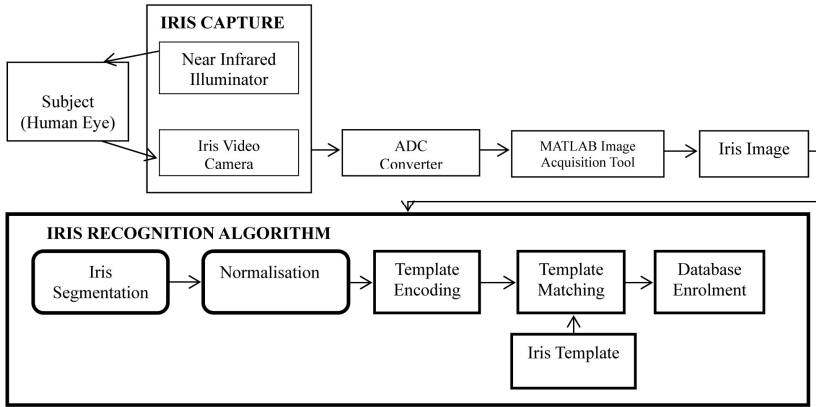 IRIS CAPTURE
Near Infrared
Illuminator
Subject
(Human Eye)
Iris Video
Camera
ADC
Converter
MATLAB Image
Acquisition Tool
Iris Image
IRIS RECOGNITION ALGORITHM
Iris
Segmentation
Normalisation
Template
Encoding
Template
Matching
Database
Enrolment
Iris Template